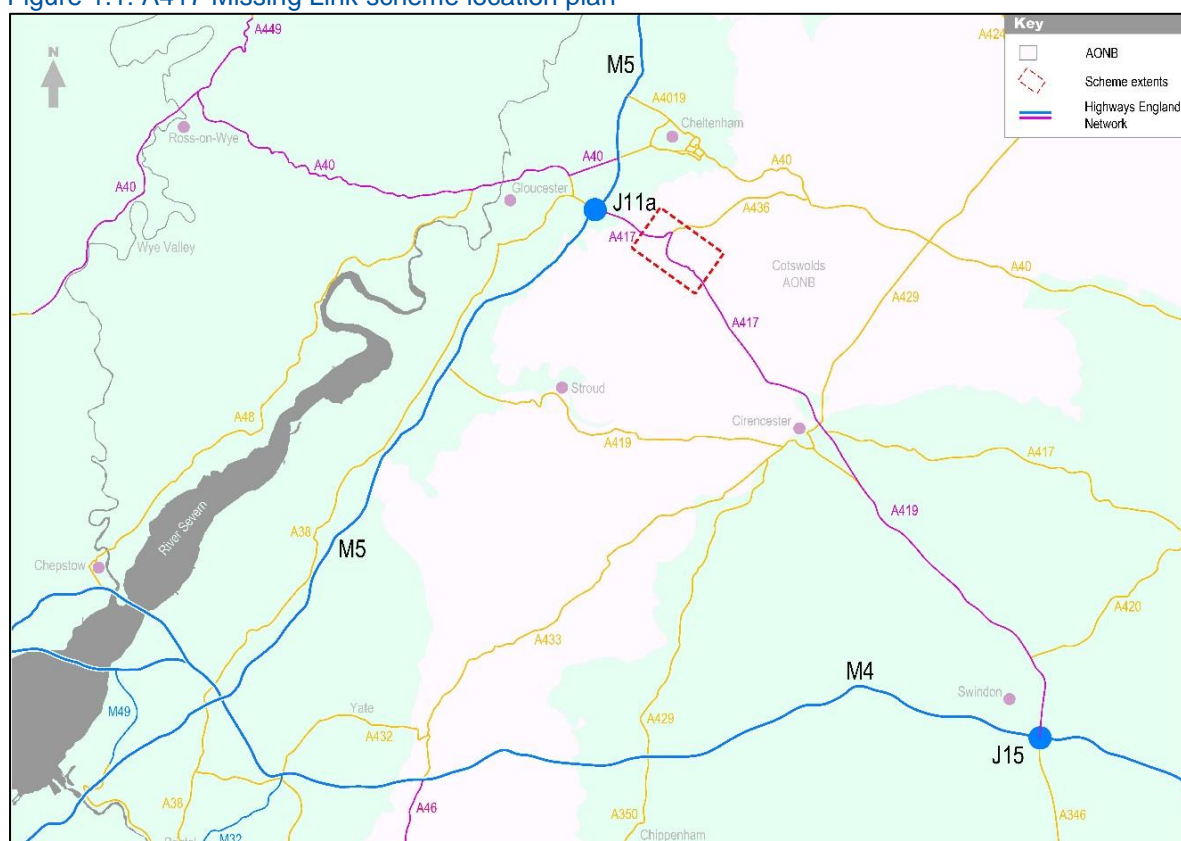 Figure 1.1: A417 Missing Link scheme location plan
Key
AONB
Scheme extents
Highways England
Network
N
A449
M5
A424
A4019
Cheltenham
Ross-on-Wye
A40
A40
A40
A40
Gloucester
J11a
A436
A417
Wye Valley
Cotswolds
AONB
A40
A429
A417
Stroud
A48
Cirencester
A419
A417
River Severn
A38
M5
A419
Chepstow
A420
A433
M4
Swindon
M49
Yate
A432
A429
J15
A38
M32
A46
A350
Chippenham
A346